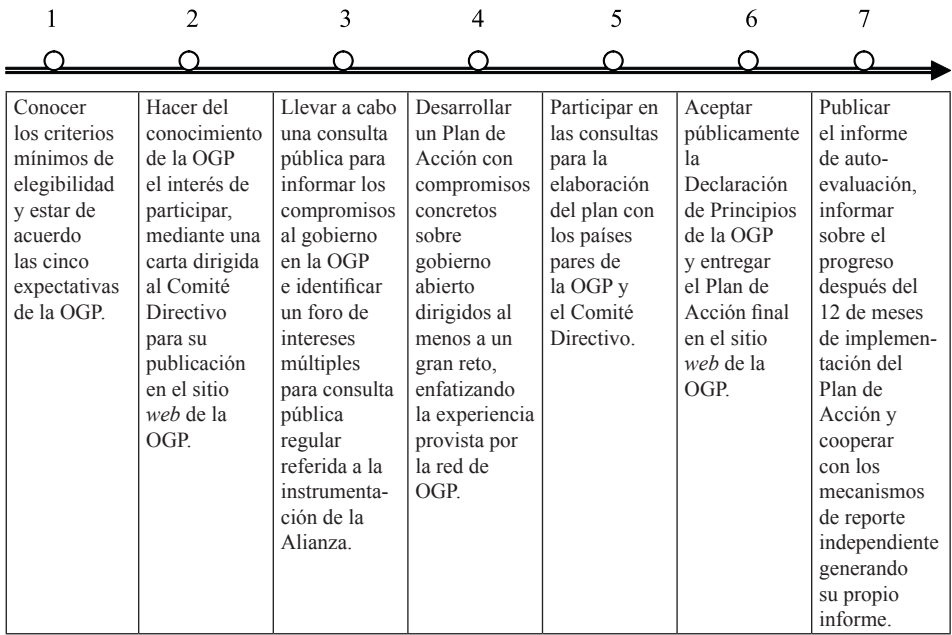 1 2 3 4 5 6 7
Conocer
los criterios
mínimos de
elegibilidad
y estar de
acuerdo
las cinco
expectativas
de la OGP.
Hacer del
conocimiento
de la OGP
el interés de
participar,
mediante una
carta dirigida
al Comité
Directivo
para su
publicación
en el sitio
web de la
OGP.
Llevar a cabo
una consulta
pública para
informar los
compromisos
al gobierno
en la OGP
e identificar
un foro de
intereses
múltiples
para consulta
pública
regular
referida a la
instrumenta-
ción de la
Alianza.
Desarrollar
un Plan de
Acción con
compromisos
concretos
sobre
gobierno
abierto
dirigidos al
menos a un
gran reto,
enfatizando
la experiencia
provista por
la red de
OGP.
Participar en
las consultas
para la
elaboración
del plan con
los países
pares de
la OGP y
el Comité
Directivo.
Aceptar
públicamente
la
Declaración
de Principios
de la OGP
y entregar
el Plan de
Acción final
en el sitio
web de la
OGP.
Publicar
el informe
de auto-
evaluación,
informar
sobre el
progreso
después del
12 de meses
de implemen-
tación del
Plan de
Acción y
cooperar
con los
mecanismos
de reporte
independiente
generando
su propio
informe.